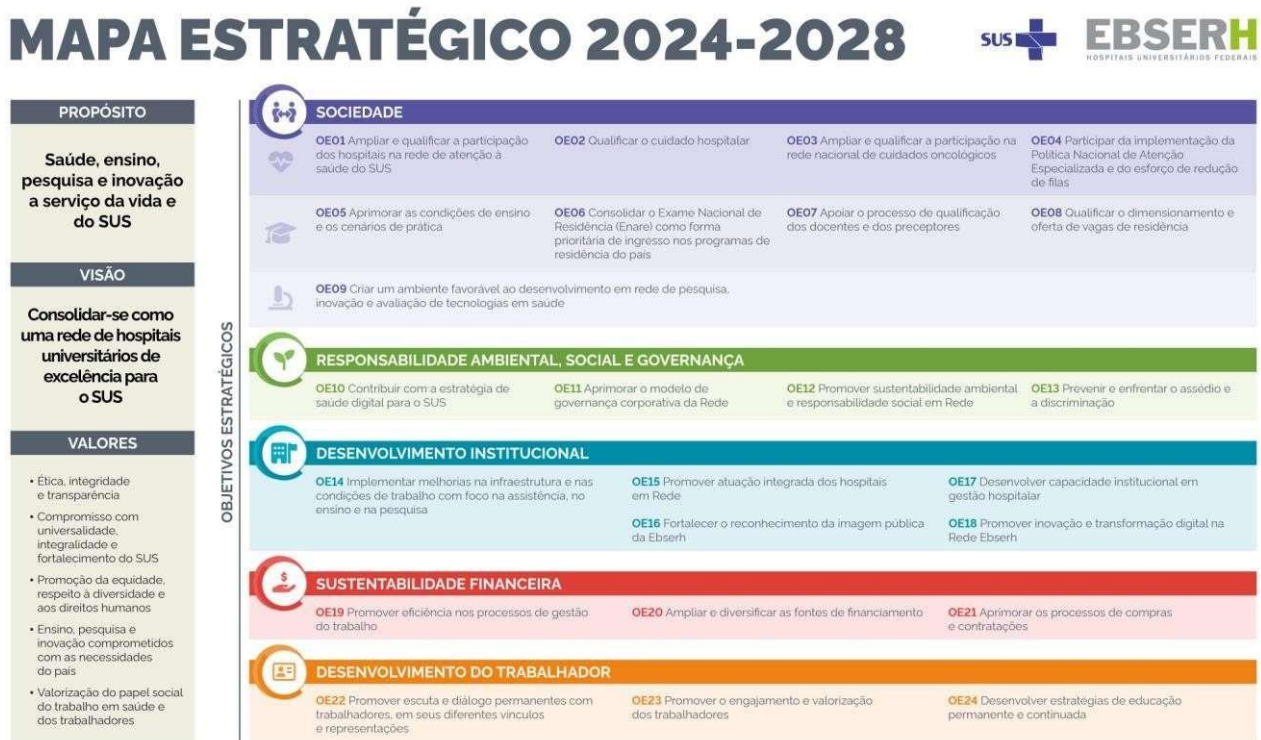 MAPA ESTRATÉGICO 2024-2028
SUS
EBSERH
HOSPITAIS UNIVERSITÁRIOS FEDERAIS
PROPÓSITO
Saúde, ensino,
pesquisa e inovação
a serviço da vida e
do SUS
VISÃO
Consolidar-se como
uma rede de hospitais
universitários de
excelência para
o SUS
VALORES
• Ética, integridade
e transparência
• Compromisso com
universalidade,
integralidade e
fortalecimento do SUS
• Promoção da equidade,
respeito à diversidade e
aos direitos humanos
• Ensino, pesquisa e
inovação comprometidos
com as necessidades
do país
• Valorização do papel social
do trabalho em saúde e
dos trabalhadores
OBJETIVOS ESTRATÉGICOS
SOCIEDADE
OE01 Ampliar e qualificar a participação
dos hospitais na rede de atenção à
saúde do SUS
OE02 Qualificar o cuidado hospitalar
OE03 Ampliar e qualificar a participação na
rede nacional de cuidados oncológicos
OE04 Participar da implementação da
Política Nacional de Atenção
Especializada e do esforço de redução
de filas
OE05 Aprimorar as condições de ensino
e os cenários de prática
OE06 Consolidar o Exame Nacional de
Residência (Enare) como forma
prioritária de ingresso nos programas de
residência do país
OE07 Apoiar o processo de qualificação
dos docentes e dos preceptores
OE08 Qualificar o dimensionamento e
oferta de vagas de residência
OE09 Criar um ambiente favorável ao desenvolvimento em rede de pesquisa,
inovação e avaliação de tecnologias em saúde
RESPONSABILIDADE AMBIENTAL, SOCIAL E GOVERNANÇA
OE10 Contribuir com a estratégia de
saúde digital para o SUS
OE11 Aprimorar o modelo de
governança corporativa da Rede
OE12 Promover sustentabilidade ambiental
e responsabilidade social em Rede
OE13 Prevenir e enfrentar o assédio e
a discriminação
DESENVOLVIMENTO INSTITUCIONAL
OE14 Implementar melhorias na infraestrutura e nas
condições de trabalho com foco na assistência, no
ensino e na pesquisa
OE15 Promover atuação integrada dos hospitais
em Rede
OE16 Fortalecer o reconhecimento da imagem pública
da Ebserh
OE17 Desenvolver capacidade institucional em
gestão hospitalar
OE18 Promover inovação e transformação digital na
Rede Ebserh
SUSTENTABILIDADE FINANCEIRA
OE19 Promover eficiência nos processos de gestão
do trabalho
OE20 Ampliar e diversificar as fontes de financiamento
OE21 Aprimorar os processos de compras
e contratações
DESENVOLVIMENTO DO TRABALHADOR
OE22 Promover escuta e diálogo permanentes com
trabalhadores, em seus diferentes vínculos
e representações
OE23 Promover o engajamento e valorização
dos trabalhadores
OE24 Desenvolver estratégias de educação
permanente e continuada